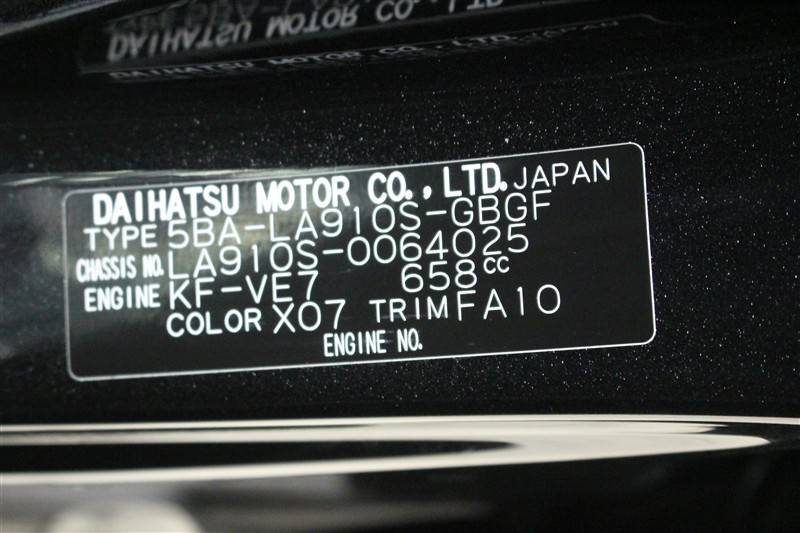 DAIHATSU MOTOR CO., LTD. JAPAN
TYPE 5BA-LA910S-GBGF
CHASSIS NO. LA910S-0064025
ENGINE KF-VE7 658cc
COLOR X07 TRIM FA10
ENGINE NO.